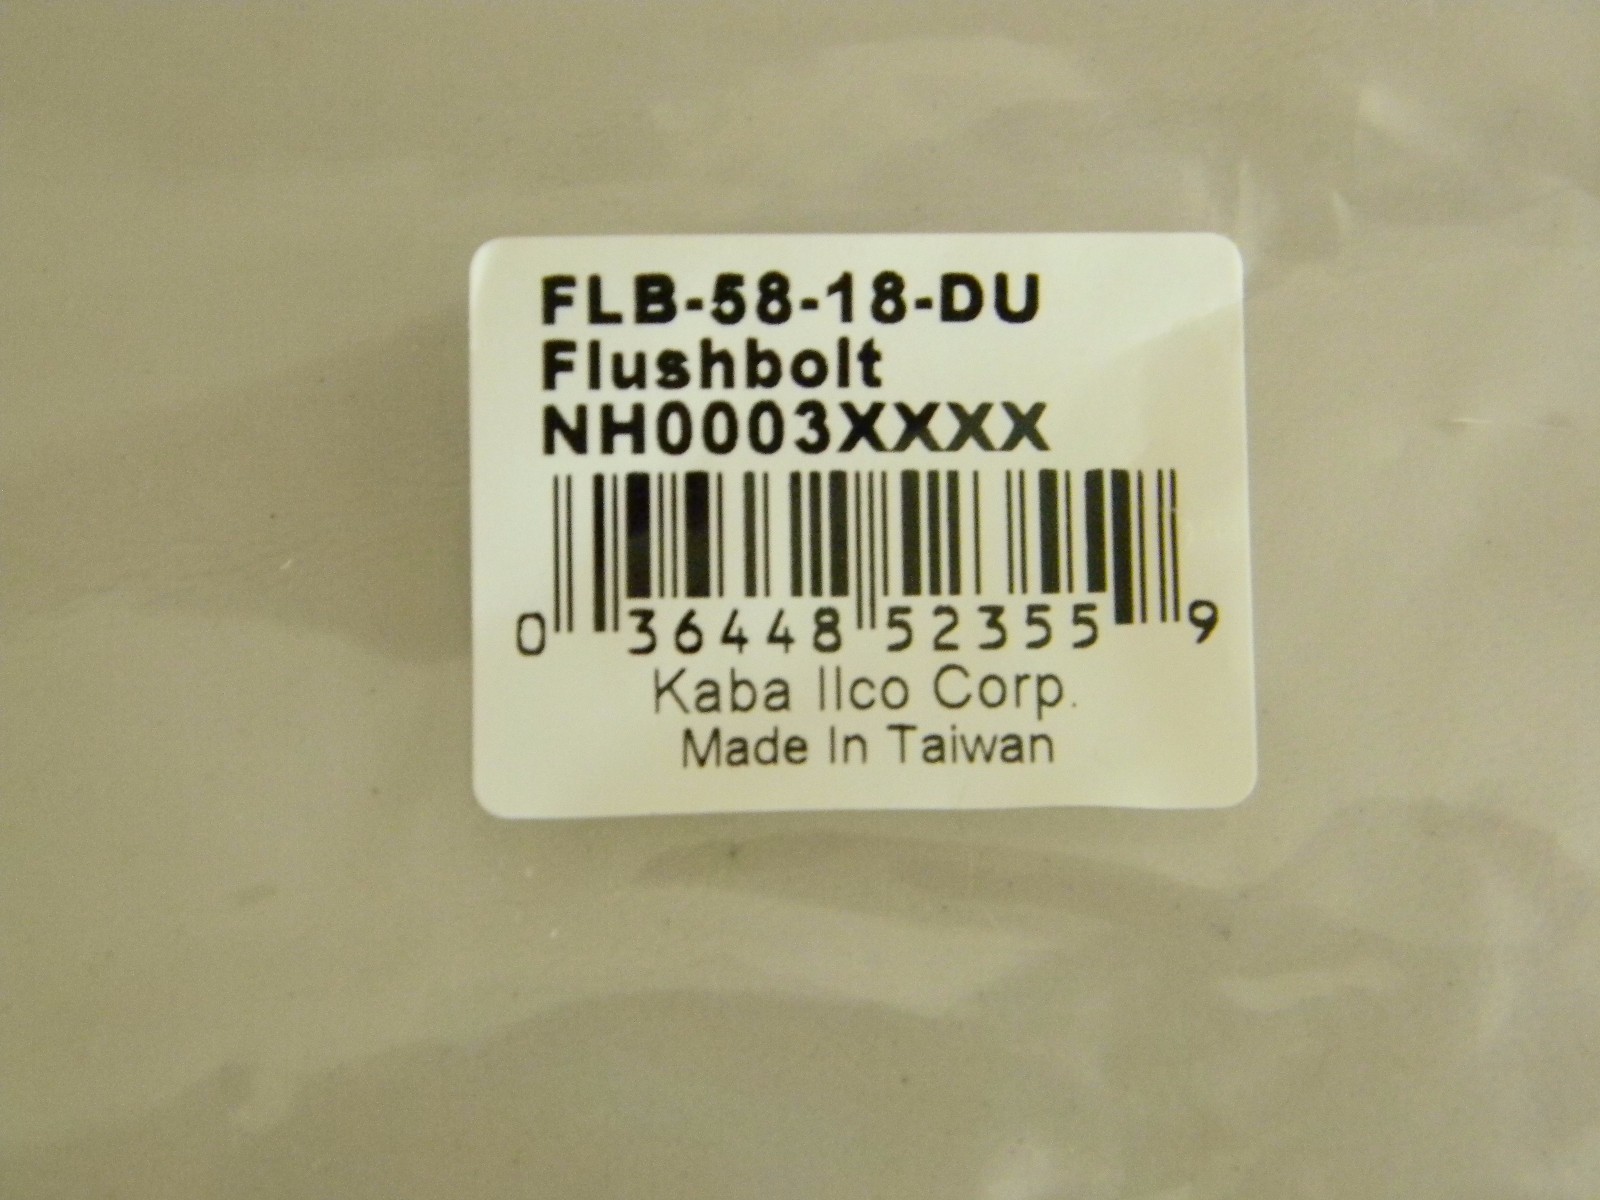 FLB-58-18-DU
Flushbolt
NH0003XXXX
0 36448 52355 9
Kaba Ilco Corp.
Made In Taiwan